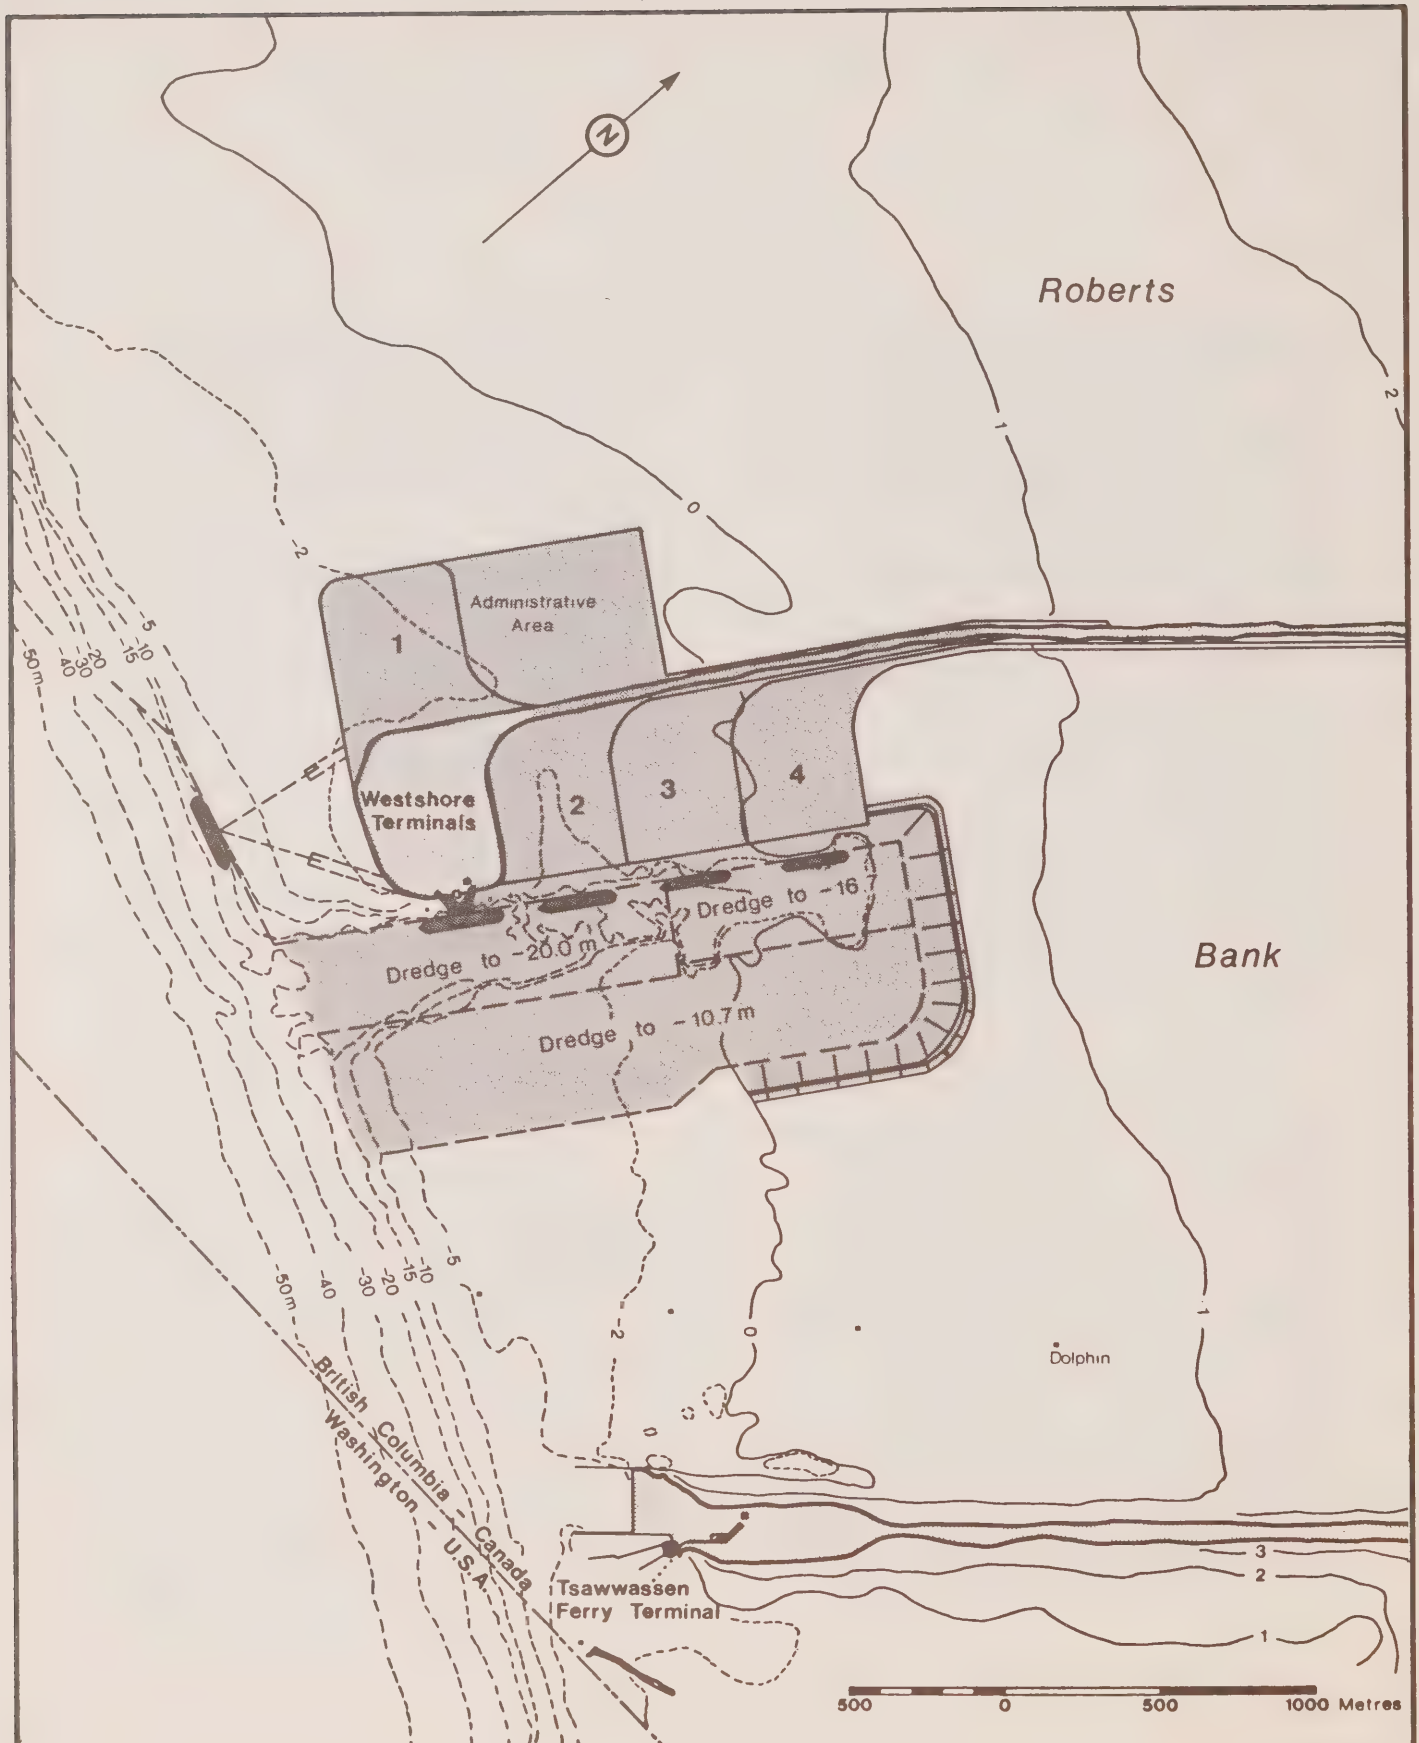 N
Roberts
2
1
0
-2
Administrative
Area
1
-5
-10
-15
-20
-30
-40
-50m
Westshore
Terminals
2
3
4
Dredge to -16
Dredge to -20.0 m
Dredge to -10.7m
Bank
-5
-10
-15
-20
-30
-40
-50m
-2
0
1
Dolphin
British Columbia - Canada
Washington - U.S.A.
Tsawwassen
Ferry Terminal
3
2
1
500 0 500 1000 Metres